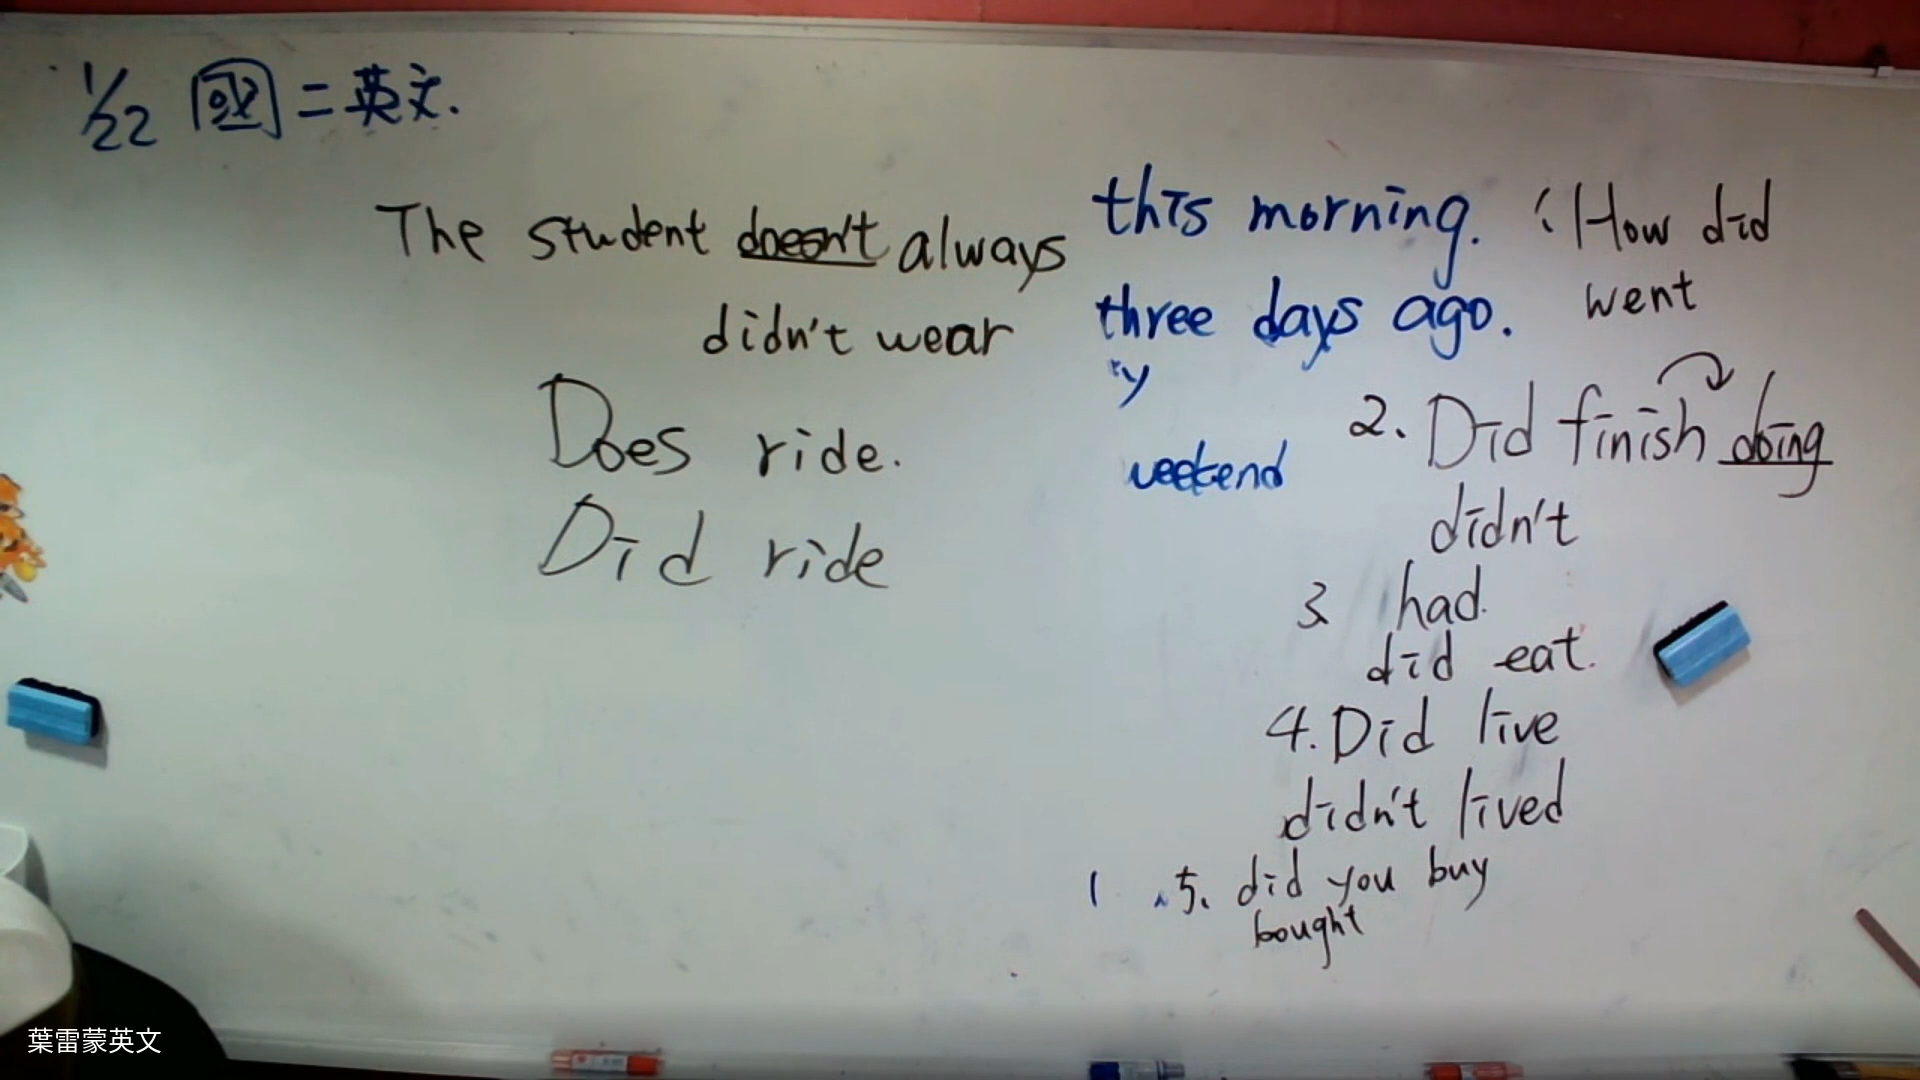 1/22 國二英文.
The student doesn't always
didn't wear
Does ride.
Did ride
this morning.
three days ago.
y
weekend
How did
went
2. Did finish doing
didn't
3 had.
did eat.
4. Did live
didn't lived
5. did you buy
bought
葉雷蒙英文